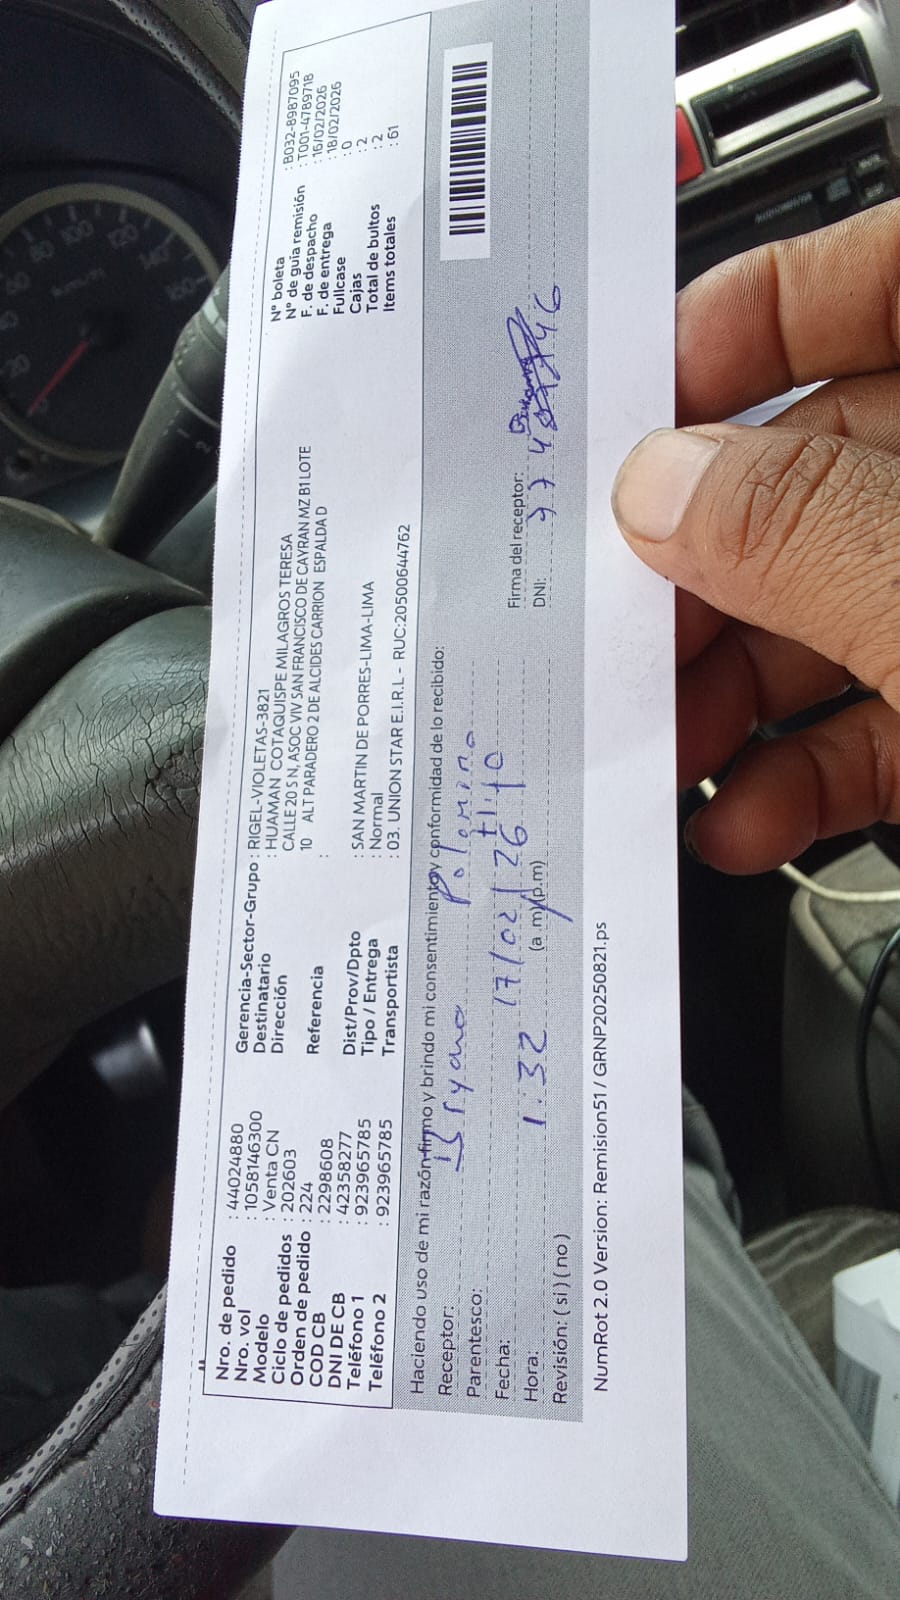 Nro. de pedido : 44024880
Nro. vol : 1058146300
Modelo : Venta CN
Ciclo de pedidos : 202603
Orden de pedido : 224
COD CB : 2298608
DNI DE CB : 42358277
Teléfono 1 : 923965785
Teléfono 2 : 923965785
Gerencia-Sector-Grupo : RIGEL-VIOLETAS-3821
Destinatario : HUAMAN COTAQUISPE MILAGROS TERESA
Dirección CALLE 20 S N, ASOC VIV SAN FRANCISCO DE CAYRAN MZ B1 LOTE
10 ALT PARADERO 2 DE ALCIDES CARRION ESPALDA D
Referencia :
Dist/Prov/Dpto : SAN MARTIN DE PORRES-LIMA-LIMA
Tipo / Entrega : Normal
Transportista : 03. UNION STAR E.I.R.L - RUC:20500644762
N° boleta : B032-8987095
N° de guia remisión : T001-4789718
F. de despacho : 16/02/2026
F. de entrega : 18/02/2026
Fullcase : 0
Cajas : 2
Total de bultos : 2
Items totales : 61
Haciendo uso de mi razón firmo y brindo mi consentimiento y conformidad de lo recibido:
Receptor: Bryano Palomino
Parentesco: titfo
Fecha: 17/02/26
Hora: 1:32 (a .m)(p.m)
Revisión: ( si ) ( no )
Firma del receptor:
DNI:
NumRot 2.0 Version: Remision51 / GRNP20250821.ps